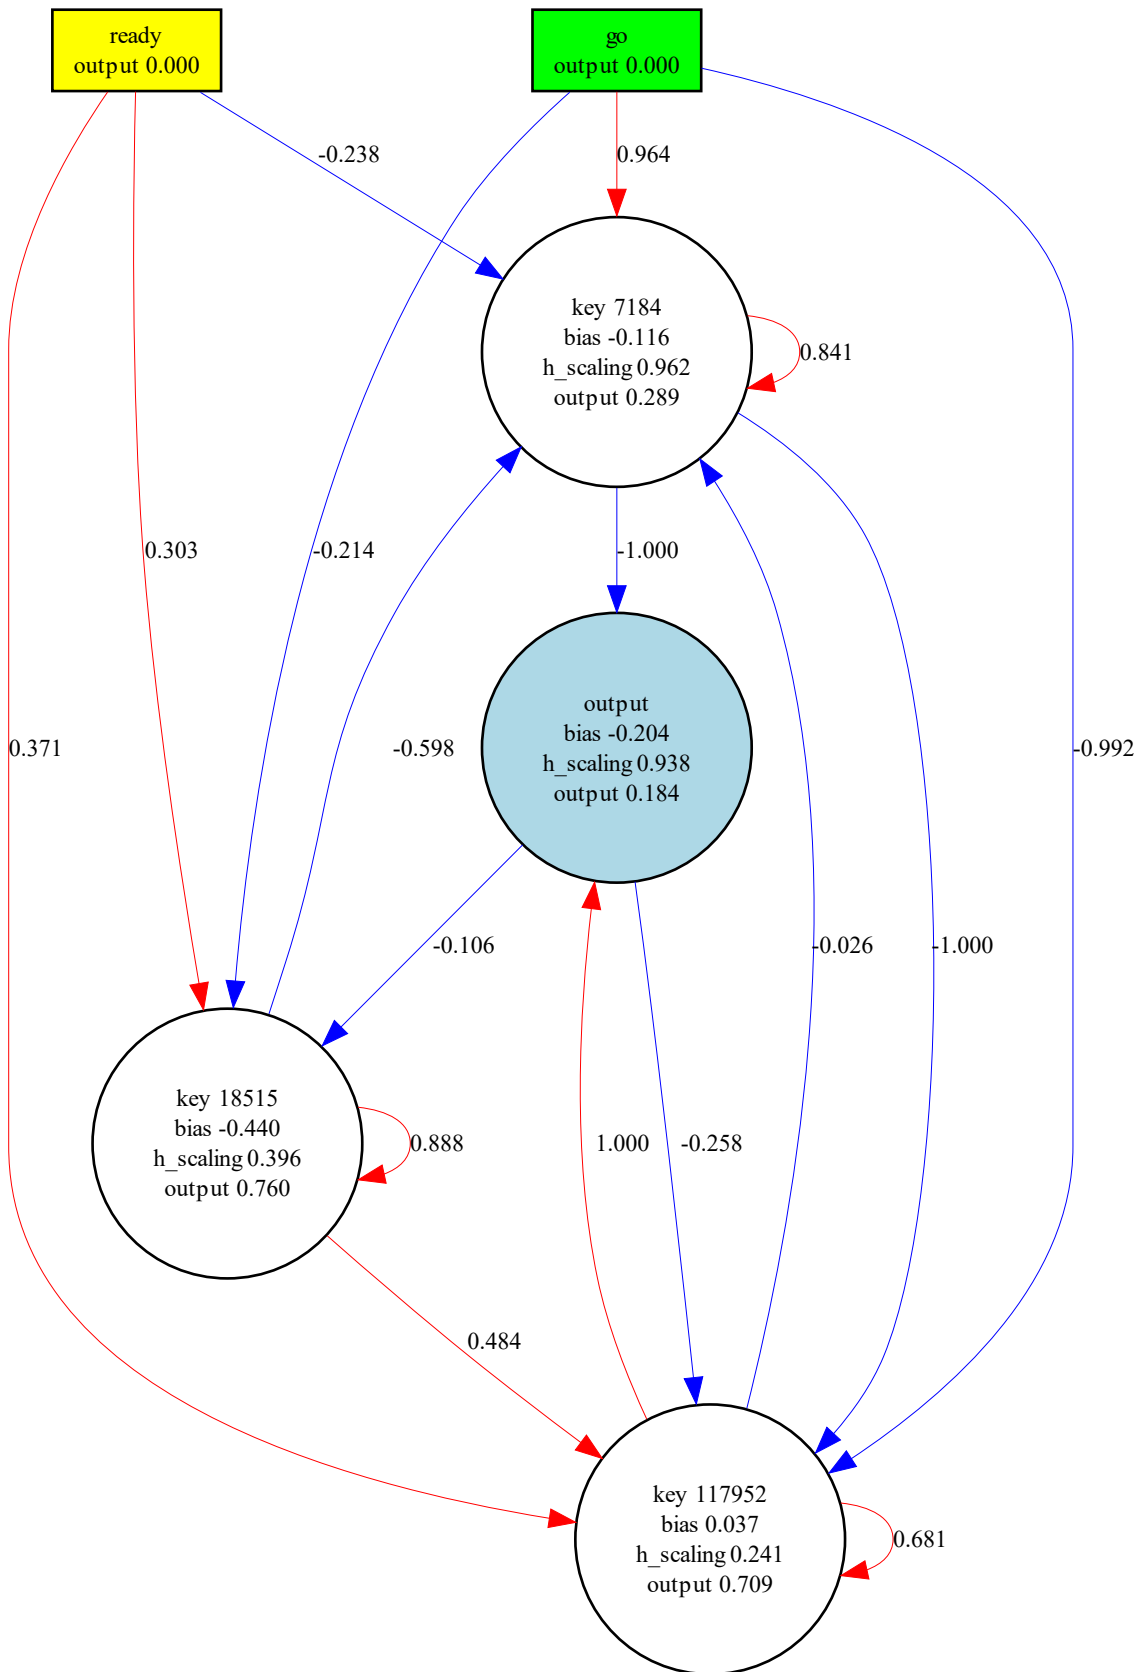 ready
output 0.000
go
output 0.000
-0.238
0.964
key 7184
bias -0.116
h_scaling 0.962
output 0.289
0.841
0.303
-0.214
-1.000
output
bias -0.204
h_scaling 0.938
output 0.184
0.371
-0.598
-0.992
-0.106
-0.026
-1.000
key 18515
bias -0.440
h_scaling 0.396
output 0.760
0.888
1.000
-0.258
0.484
key 117952
bias 0.037
h_scaling 0.241
output 0.709
0.681